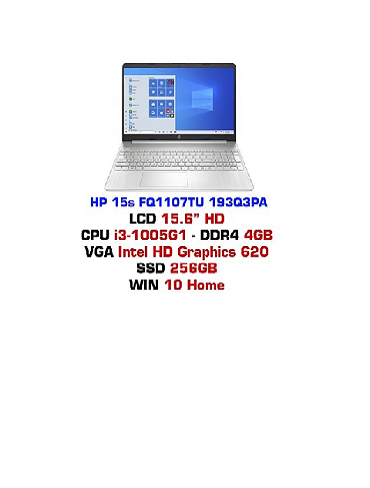 HP 15s FQ1107TU 193Q3PA
LCD 15.6" HD
CPU i3-1005G1 - DDR4 4GB
VGA Intel HD Graphics 620
SSD 256GB
WIN 10 Home